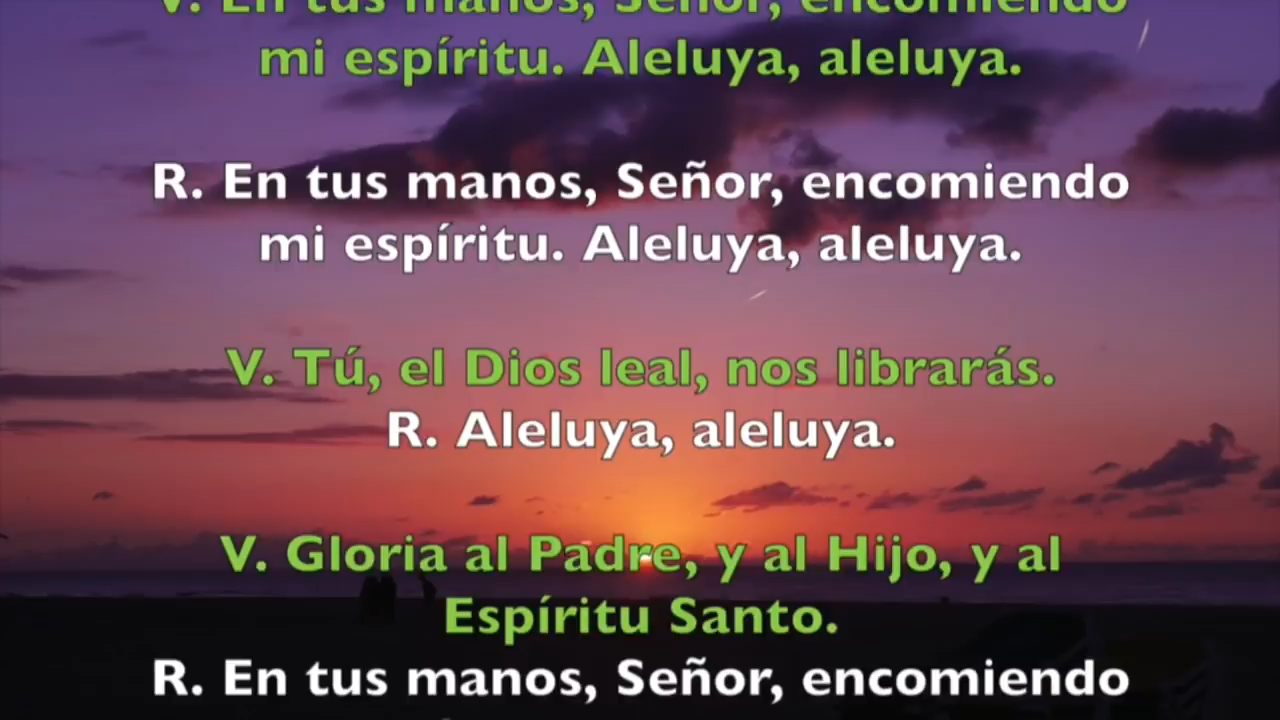 V. En tus manos, Señor, encomiendo
mi espíritu. Aleluya, aleluya.
R. En tus manos, Señor, encomiendo
mi espíritu. Aleluya, aleluya.
V. Tú, el Dios leal, nos librarás.
R. Aleluya, aleluya.
V. Gloria al Padre, y al Hijo, y al
Espíritu Santo.
R. En tus manos, Señor, encomiendo